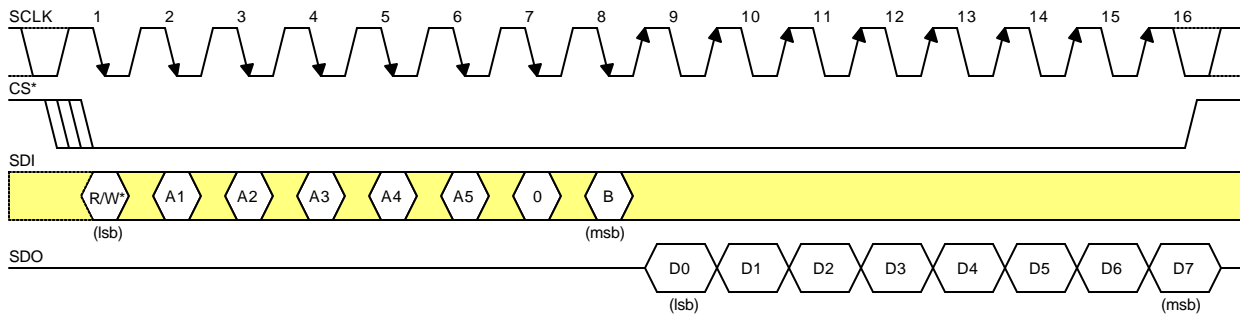 SCLK 1 2 3 4 5 6 7 8 9 10 11 12 13 14 15 16
CS*
SDI
R/W* A1 A2 A3 A4 A5 0 B
(lsb) (msb)
SDO
D0 D1 D2 D3 D4 D5 D6 D7
(lsb) (msb)